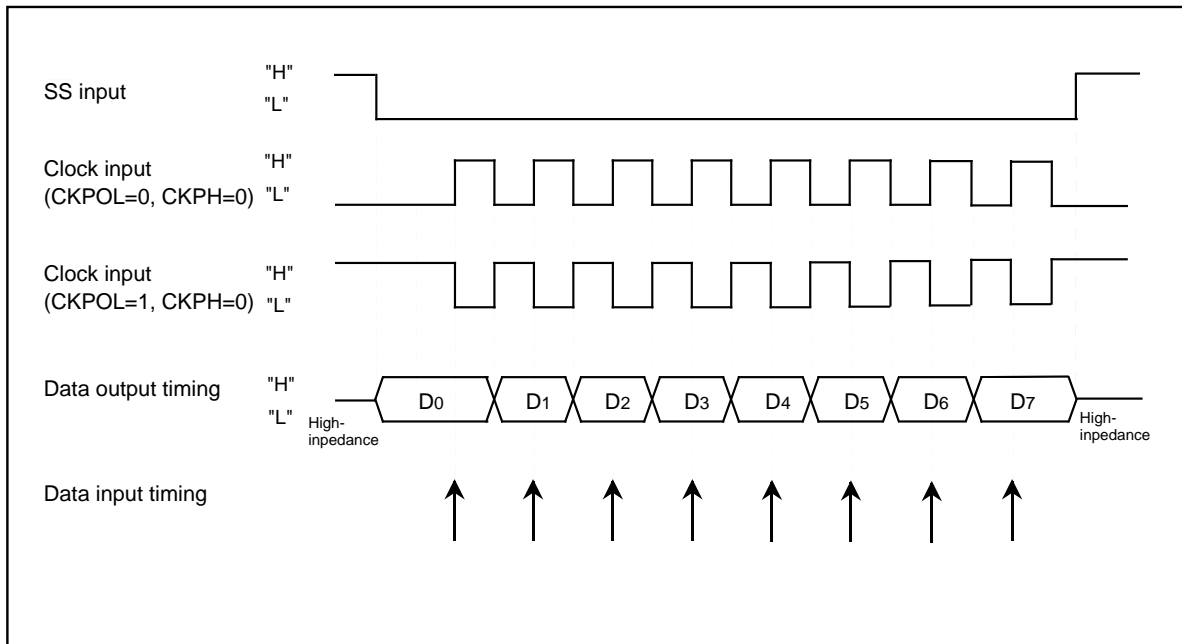 SS input
"H"
"L"
Clock input
(CKPOL=0, CKPH=0)
"H"
"L"
Clock input
(CKPOL=1, CKPH=0)
"H"
"L"
Data output timing
"H"
"L"
High-
inpedance
D0 D1 D2 D3 D4 D5 D6 D7
High-
inpedance
Data input timing